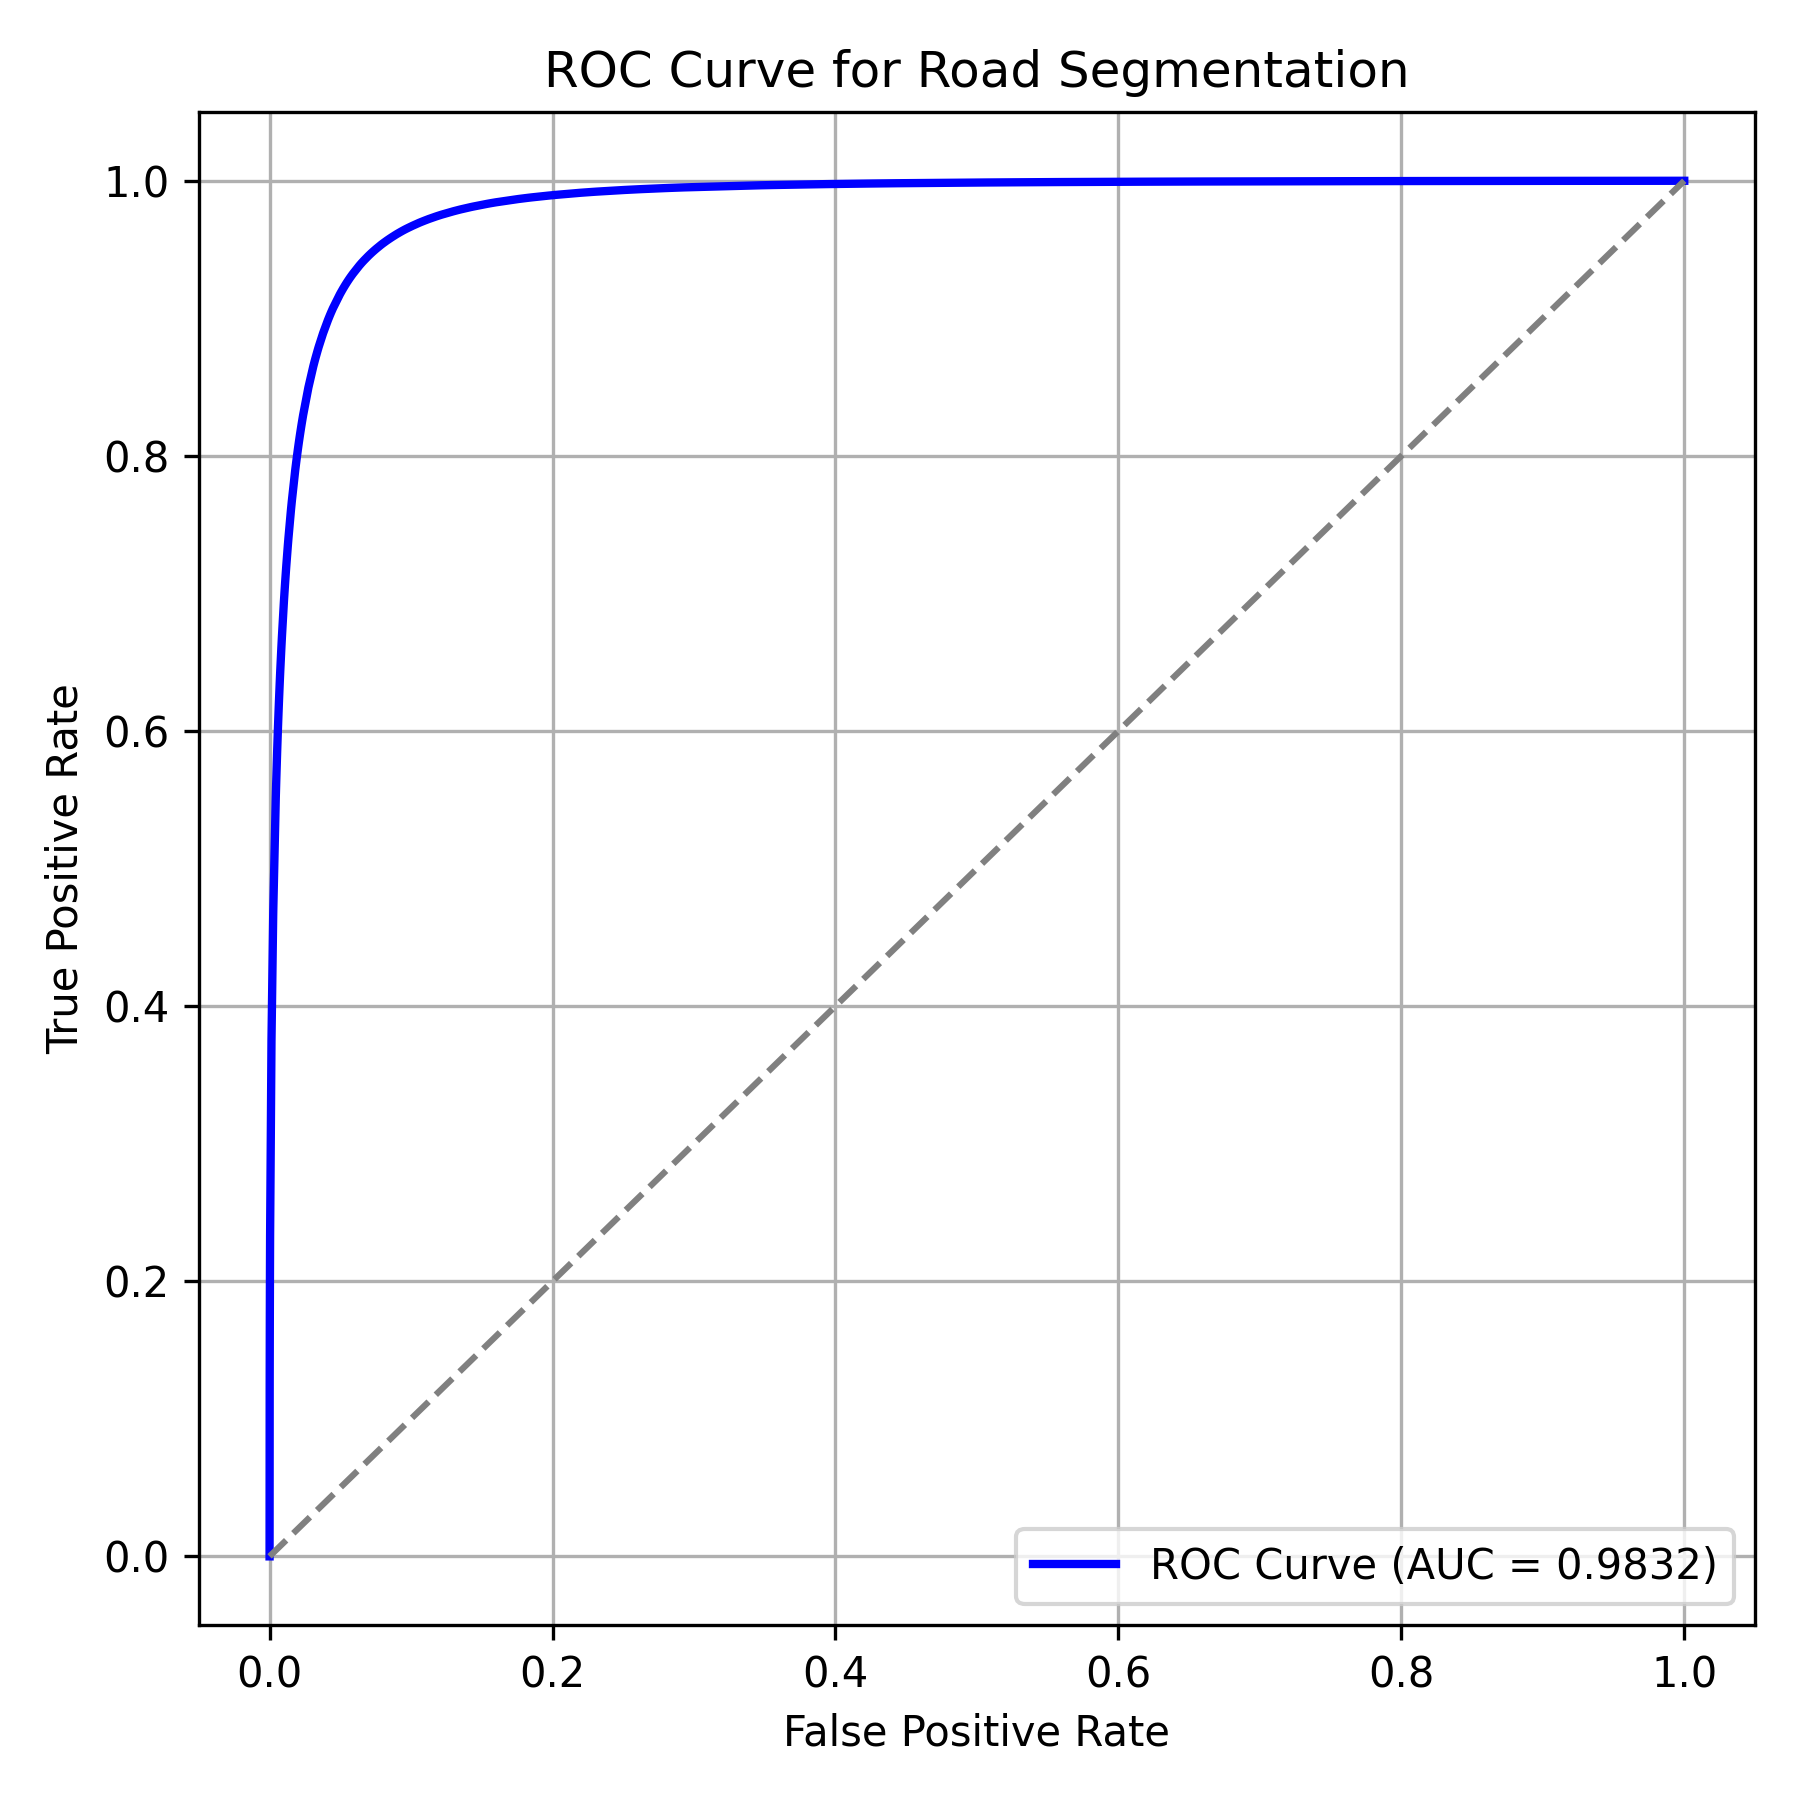 ROC Curve for Road Segmentation
True Positive Rate
1.0
0.8
0.6
0.4
0.2
0.0
ROC Curve (AUC = 0.9832)
0.0 0.2 0.4 0.6 0.8 1.0
False Positive Rate